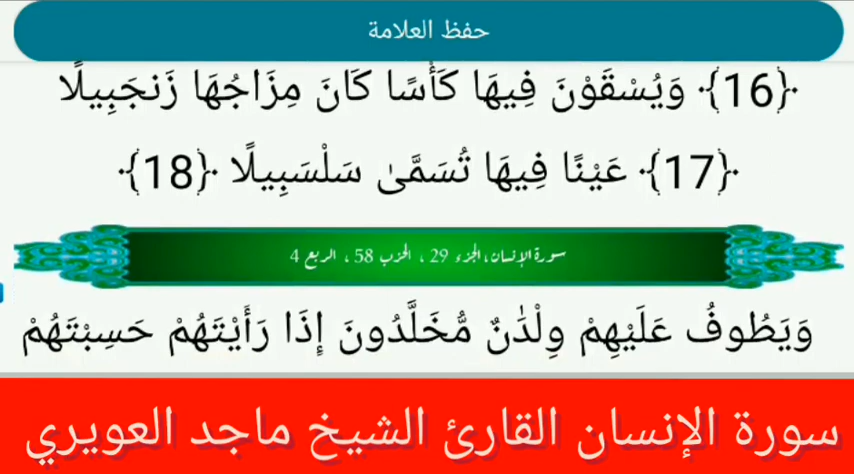 حفظ العلامة
﴿16﴾ وَيُسْقَوْنَ فِيهَا كَأْسًا كَانَ مِزَاجُهَا زَنجَبِيلًا
﴿17﴾ عَيْنًا فِيهَا تُسَمَّىٰ سَلْسَبِيلًا ﴿18﴾
سورة الإنسان، الجزء 29 ، الحزب 58 ، الربع 4
وَيَطُوفُ عَلَيْهِمْ وِلْدَٰنٌ مُّخَلَّدُونَ إِذَا رَأَيْتَهُمْ حَسِبْتَهُمْ
سورة الإنسان القارئ الشيخ ماجد العويري